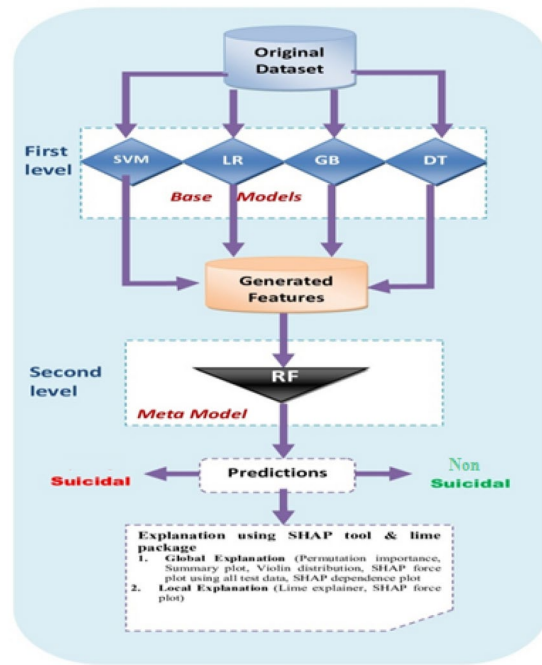 Original
Dataset
First
level
SVM
LR
GB
DT
Base Models
Generated
Features
Second
level
RF
Meta Model
Predictions
Suicidal
Non
Suicidal
Explanation using SHAP tool & lime
package
1. Global Explanation (Permutation importance,
Summary plot, Violin distribution, SHAP force
plot using all test data, SHAP dependence plot
2. Local Explanation (Lime explainer, SHAP force
plot)